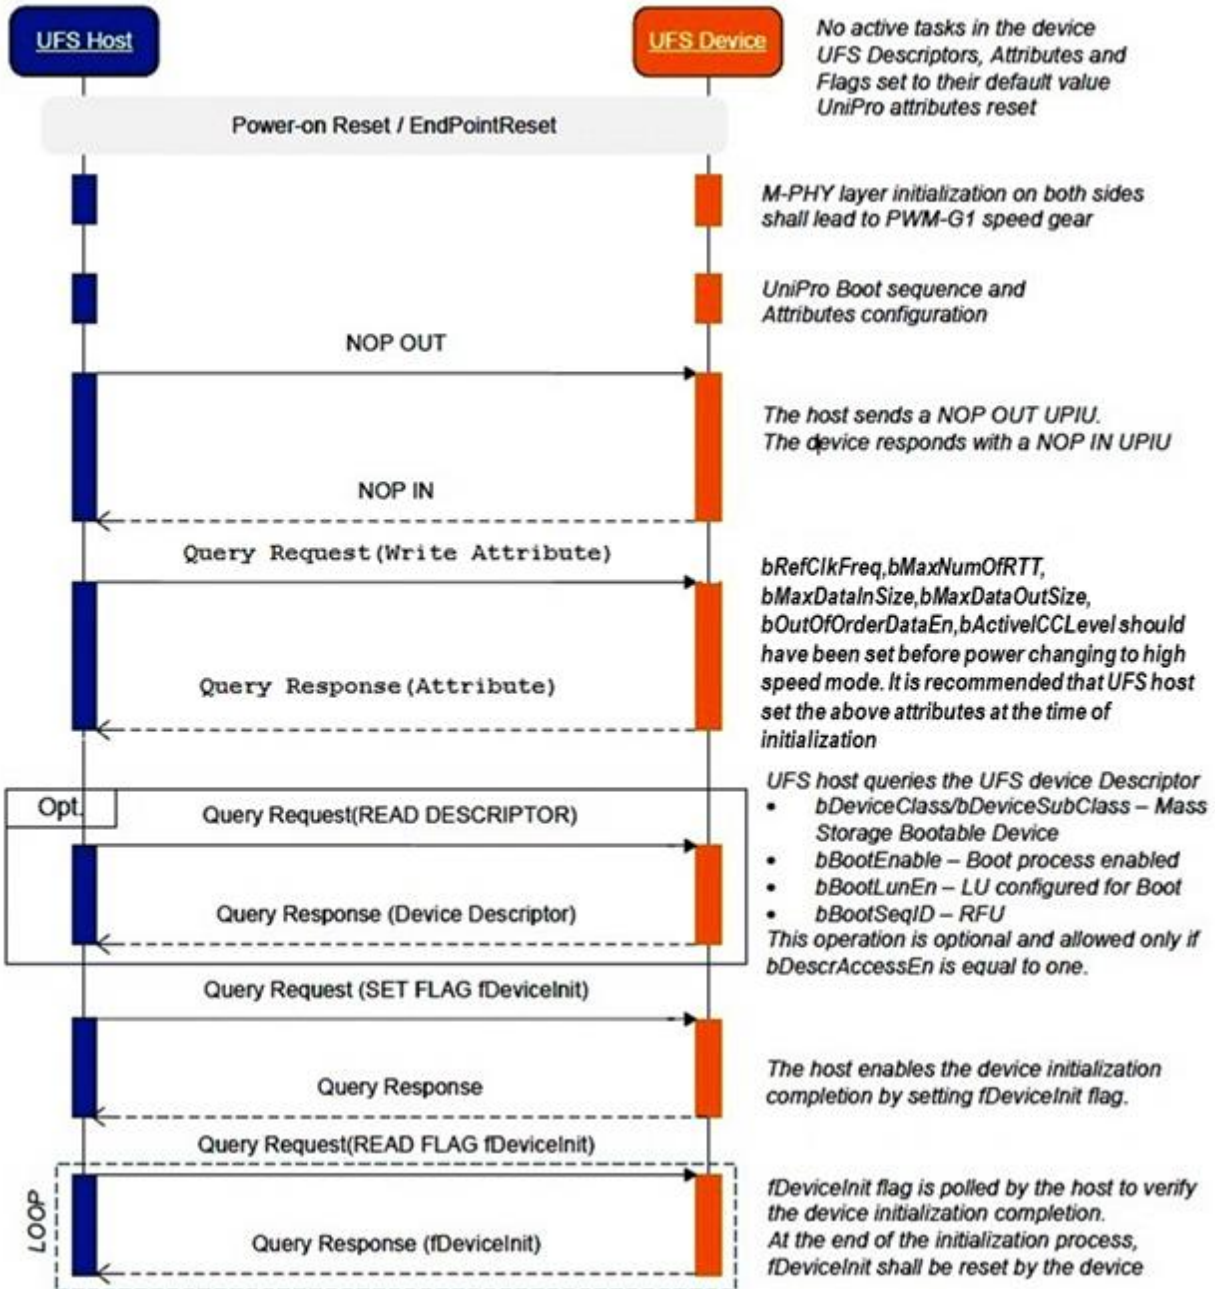 UFS Host
UFS Device
No active tasks in the device
UFS Descriptors, Attributes and
Flags set to their default value
UniPro attributes reset
Power-on Reset / EndPointReset
M-PHY layer initialization on both sides
shall lead to PWM-G1 speed gear
UniPro Boot sequence and
Attributes configuration
NOP OUT
The host sends a NOP OUT UPIU.
The device responds with a NOP IN UPIU
NOP IN
Query Request(Write Attribute)
bRefClkFreq,bMaxNumOfRTT,
bMaxDataInSize,bMaxDataOutSize,
bOutOfOrderDataEn,bActiveICCLevel should
have been set before power changing to high
speed mode. It is recommended that UFS host
set the above attributes at the time of
initialization
Query Response(Attribute)
Opt.
Query Request(READ DESCRIPTOR)
Query Response (Device Descriptor)
UFS host queries the UFS device Descriptor
• bDeviceClass/bDeviceSubClass – Mass
Storage Bootable Device
• bBootEnable – Boot process enabled
• bBootLunEn – LU configured for Boot
• bBootSeqID – RFU
This operation is optional and allowed only if
bDescrAccessEn is equal to one.
Query Request (SET FLAG fDeviceInit)
Query Response
The host enables the device initialization
completion by setting fDeviceInit flag.
Query Request(READ FLAG fDeviceInit)
LOOP
Query Response (fDeviceInit)
fDeviceInit flag is polled by the host to verify
the device initialization completion.
At the end of the initialization process,
fDeviceInit shall be reset by the device